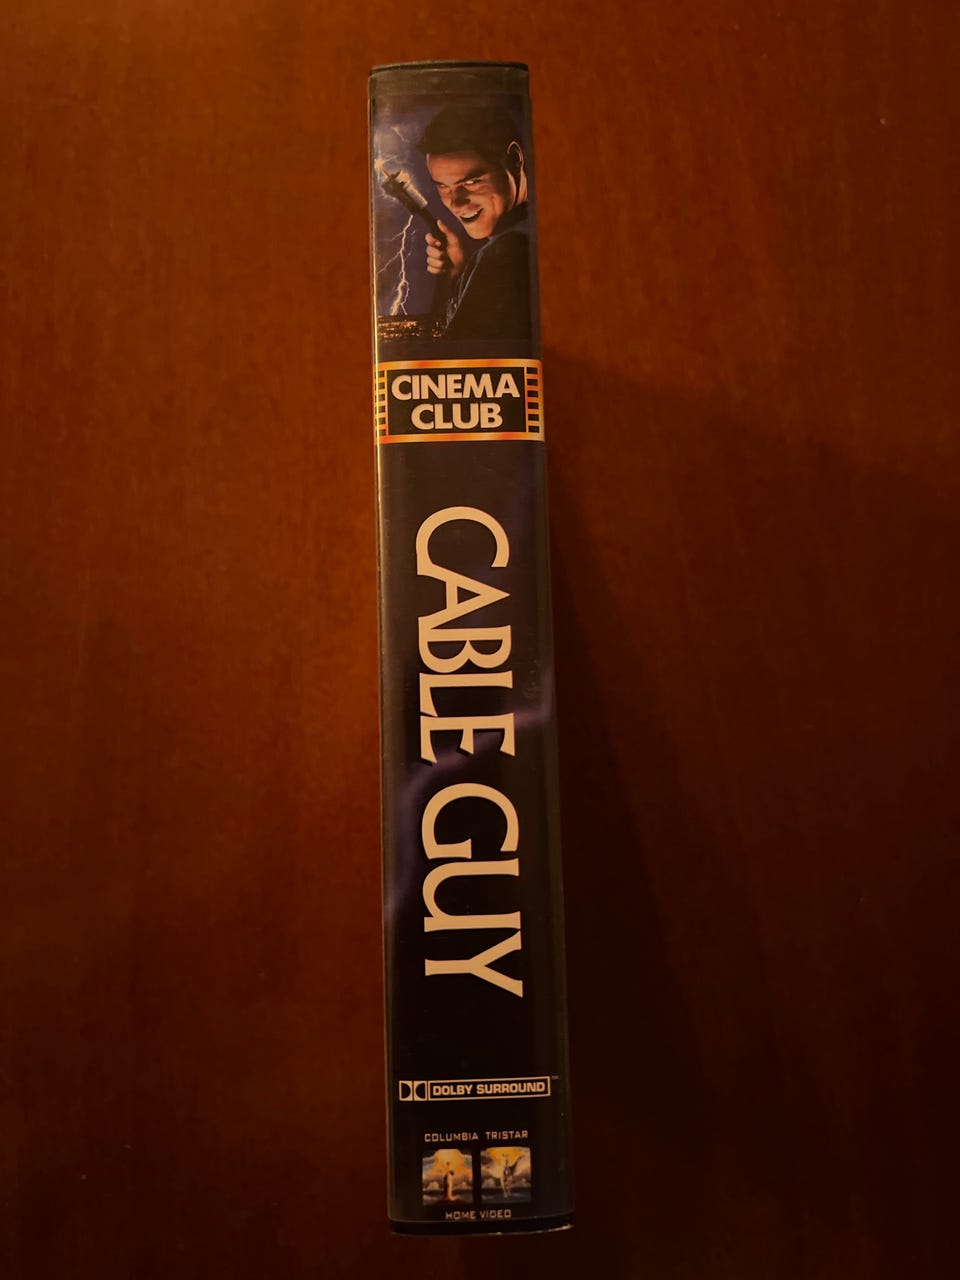 CINEMA
CLUB
CABLE GUY
DOLBY SURROUND
COLUMBIA TRISTAR
HOME VIDEO